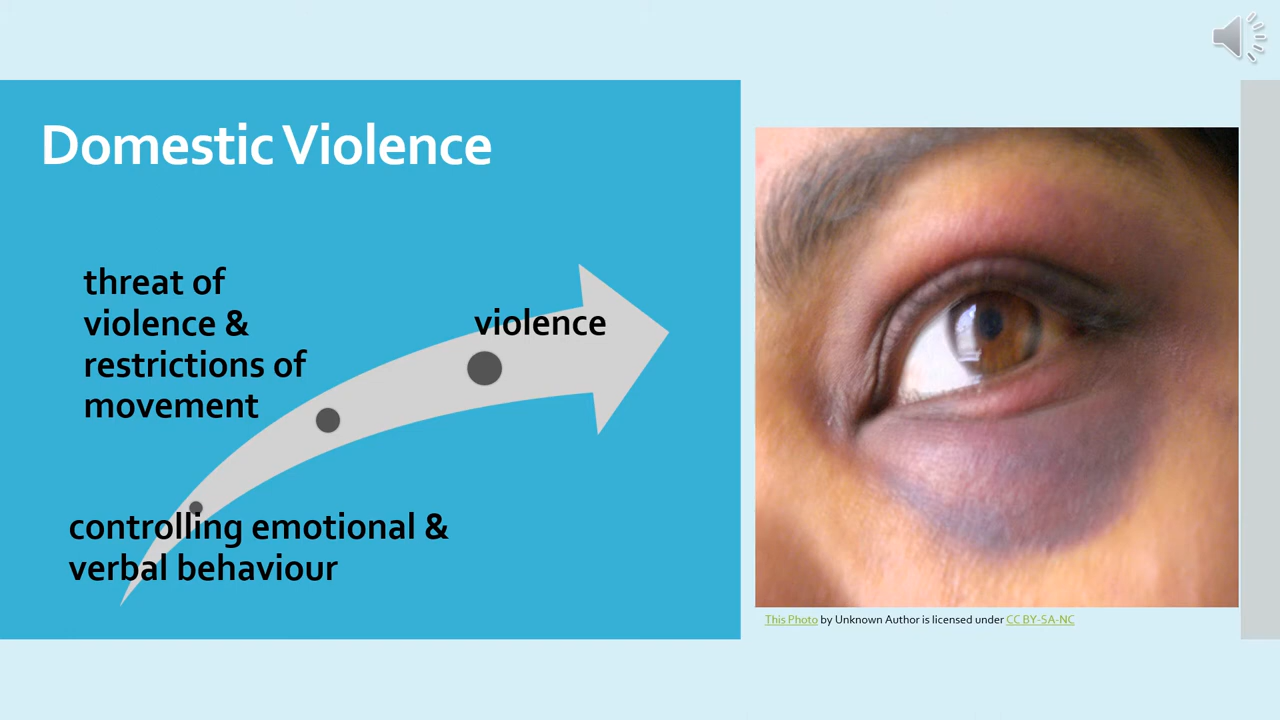 Domestic Violence
threat of
violence &
restrictions of
movement
violence
controlling emotional &
verbal behaviour
This Photo by Unknown Author is licensed under CC BY-SA-NC